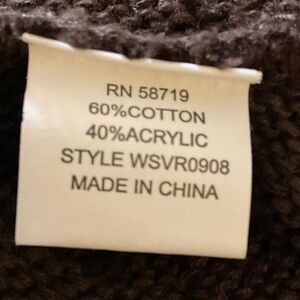 RN 58719
60%COTTON
40%ACRYLIC
STYLE WSVR0908
MADE IN CHINA